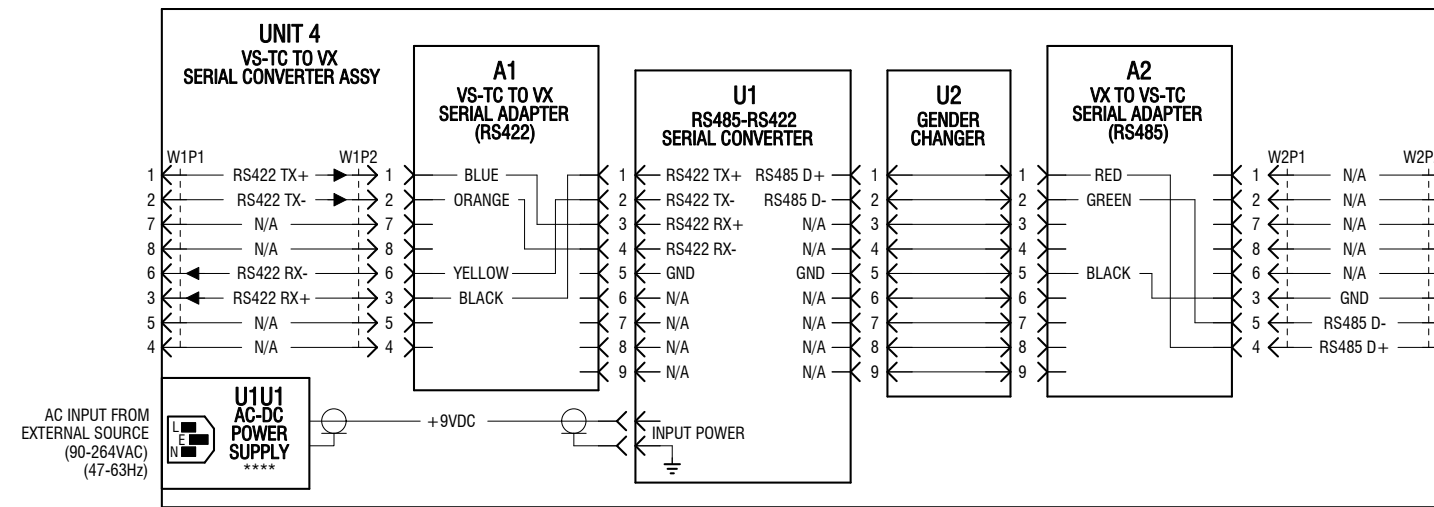 UNIT 4
VS-TC TO VX
SERIAL CONVERTER ASSY
A1
VS-TC TO VX
SERIAL ADAPTER
(RS422)
U1
RS485-RS422
SERIAL CONVERTER
U2
GENDER
CHANGER
A2
VX TO VS-TC
SERIAL ADAPTER
(RS485)
W1P1 W1P2 W2P1 W2P
1 RS422 TX+ 1 BLUE 1 RS422 TX+ RS485 D+ 1 1 RED 1 N/A
2 RS422 TX- 2 ORANGE 2 RS422 TX- RS485 D- 2 2 GREEN 2 N/A
7 N/A 7 3 RS422 RX+ N/A 3 3 7 N/A
8 N/A 8 4 RS422 RX- N/A 4 4 8 N/A
6 RS422 RX- 6 YELLOW 5 GND GND 5 5 BLACK 6 N/A
3 RS422 RX+ 3 BLACK 6 N/A N/A 6 6 3 GND
5 N/A 5 7 N/A N/A 7 7 5 RS485 D-
4 N/A 4 8 N/A N/A 8 8 4 RS485 D+
9 N/A N/A 9 9
AC INPUT FROM
EXTERNAL SOURCE
(90-264VAC)
(47-63Hz)
L
E
N
U1U1
AC-DC
POWER
SUPPLY
****
+9VDC
INPUT POWER